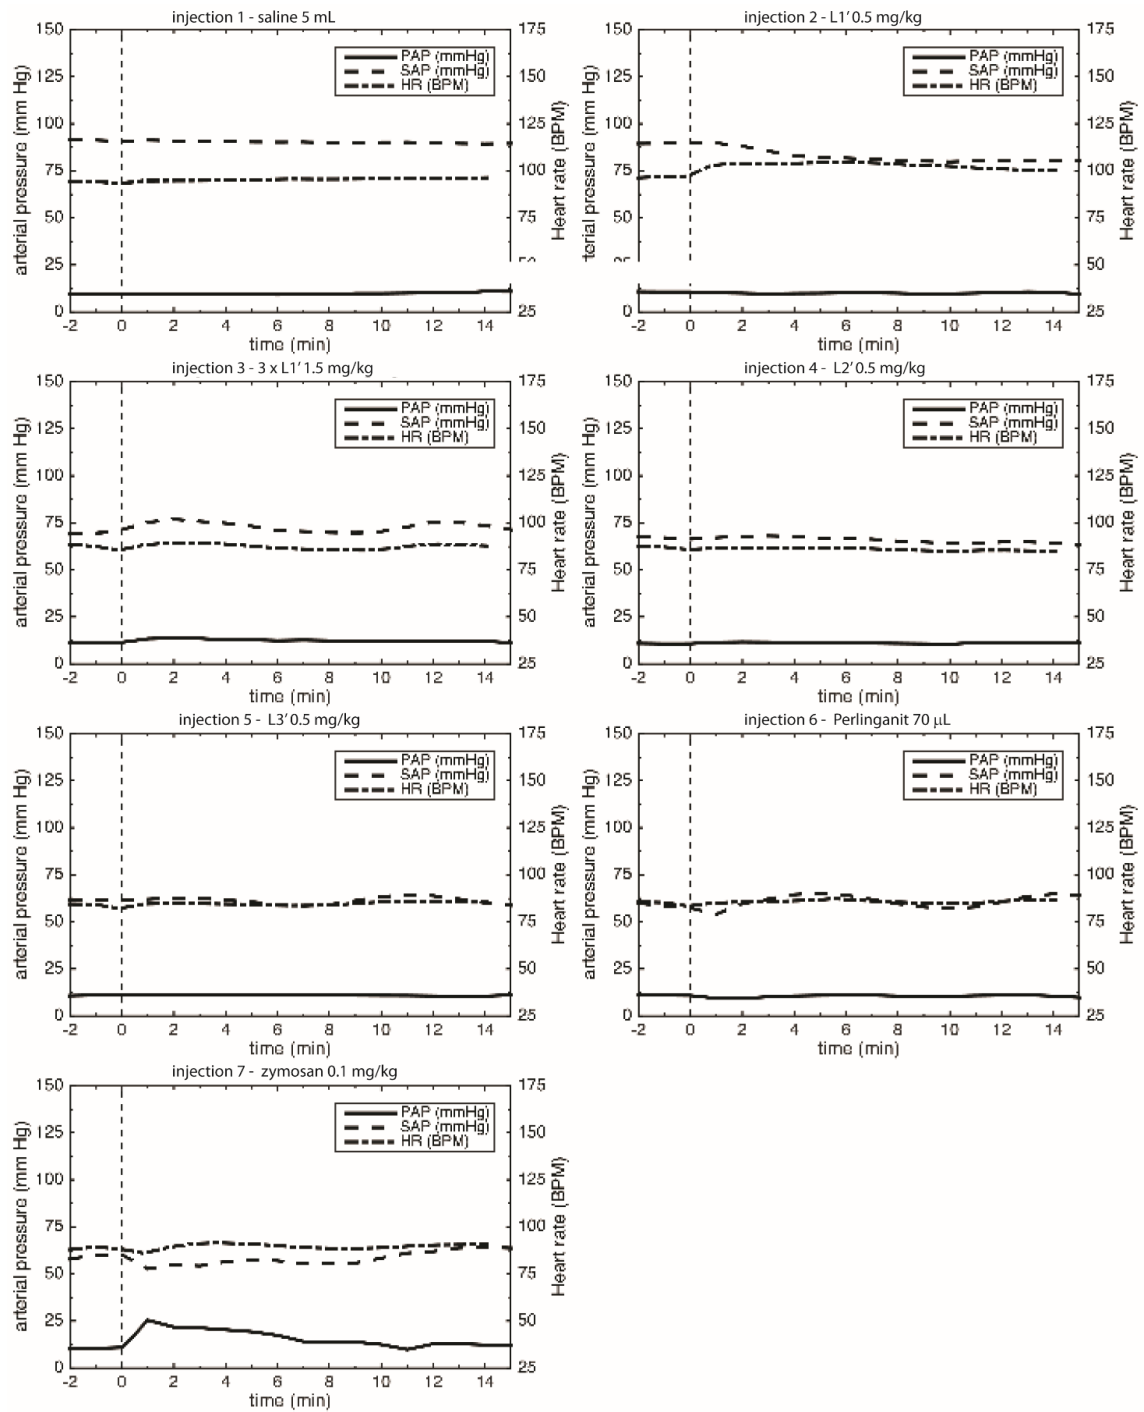 injection 1 - saline 5 mL
150
125
100
75
50
25
0
arterial pressure (mm Hg)
PAP (mmHg)
SAP (mmHg)
HR (BPM)
175
150
125
100
75
50
25
Heart rate (BPM)
-2 0 2 4 6 8 10 12 14
time (min)
injection 2 - L1' 0.5 mg/kg
150
125
100
75
50
25
0
terial pressure (mm Hg)
PAP (mmHg)
SAP (mmHg)
HR (BPM)
175
150
125
100
75
50
25
Heart rate (BPM)
-2 0 2 4 6 8 10 12 14
time (min)
injection 3 - 3 x L1' 1.5 mg/kg
150
125
100
75
50
25
0
arterial pressure (mm Hg)
PAP (mmHg)
SAP (mmHg)
HR (BPM)
175
150
125
100
75
50
25
Heart rate (BPM)
-2 0 2 4 6 8 10 12 14
time (min)
injection 4 - L2' 0.5 mg/kg
150
125
100
75
50
25
0
arterial pressure (mm Hg)
PAP (mmHg)
SAP (mmHg)
HR (BPM)
175
150
125
100
75
50
25
Heart rate (BPM)
-2 0 2 4 6 8 10 12 14
time (min)
injection 5 - L3' 0.5 mg/kg
150
125
100
75
50
25
0
arterial pressure (mm Hg)
PAP (mmHg)
SAP (mmHg)
HR (BPM)
175
150
125
100
75
50
25
Heart rate (BPM)
-2 0 2 4 6 8 10 12 14
time (min)
injection 6 - Perlinganit 70 µL
150
125
100
75
50
25
0
arterial pressure (mm Hg)
PAP (mmHg)
SAP (mmHg)
HR (BPM)
175
150
125
100
75
50
25
Heart rate (BPM)
-2 0 2 4 6 8 10 12 14
time (min)
injection 7 - zymosan 0.1 mg/kg
150
125
100
75
50
25
0
arterial pressure (mm Hg)
PAP (mmHg)
SAP (mmHg)
HR (BPM)
175
150
125
100
75
50
25
Heart rate (BPM)
-2 0 2 4 6 8 10 12 14
time (min)